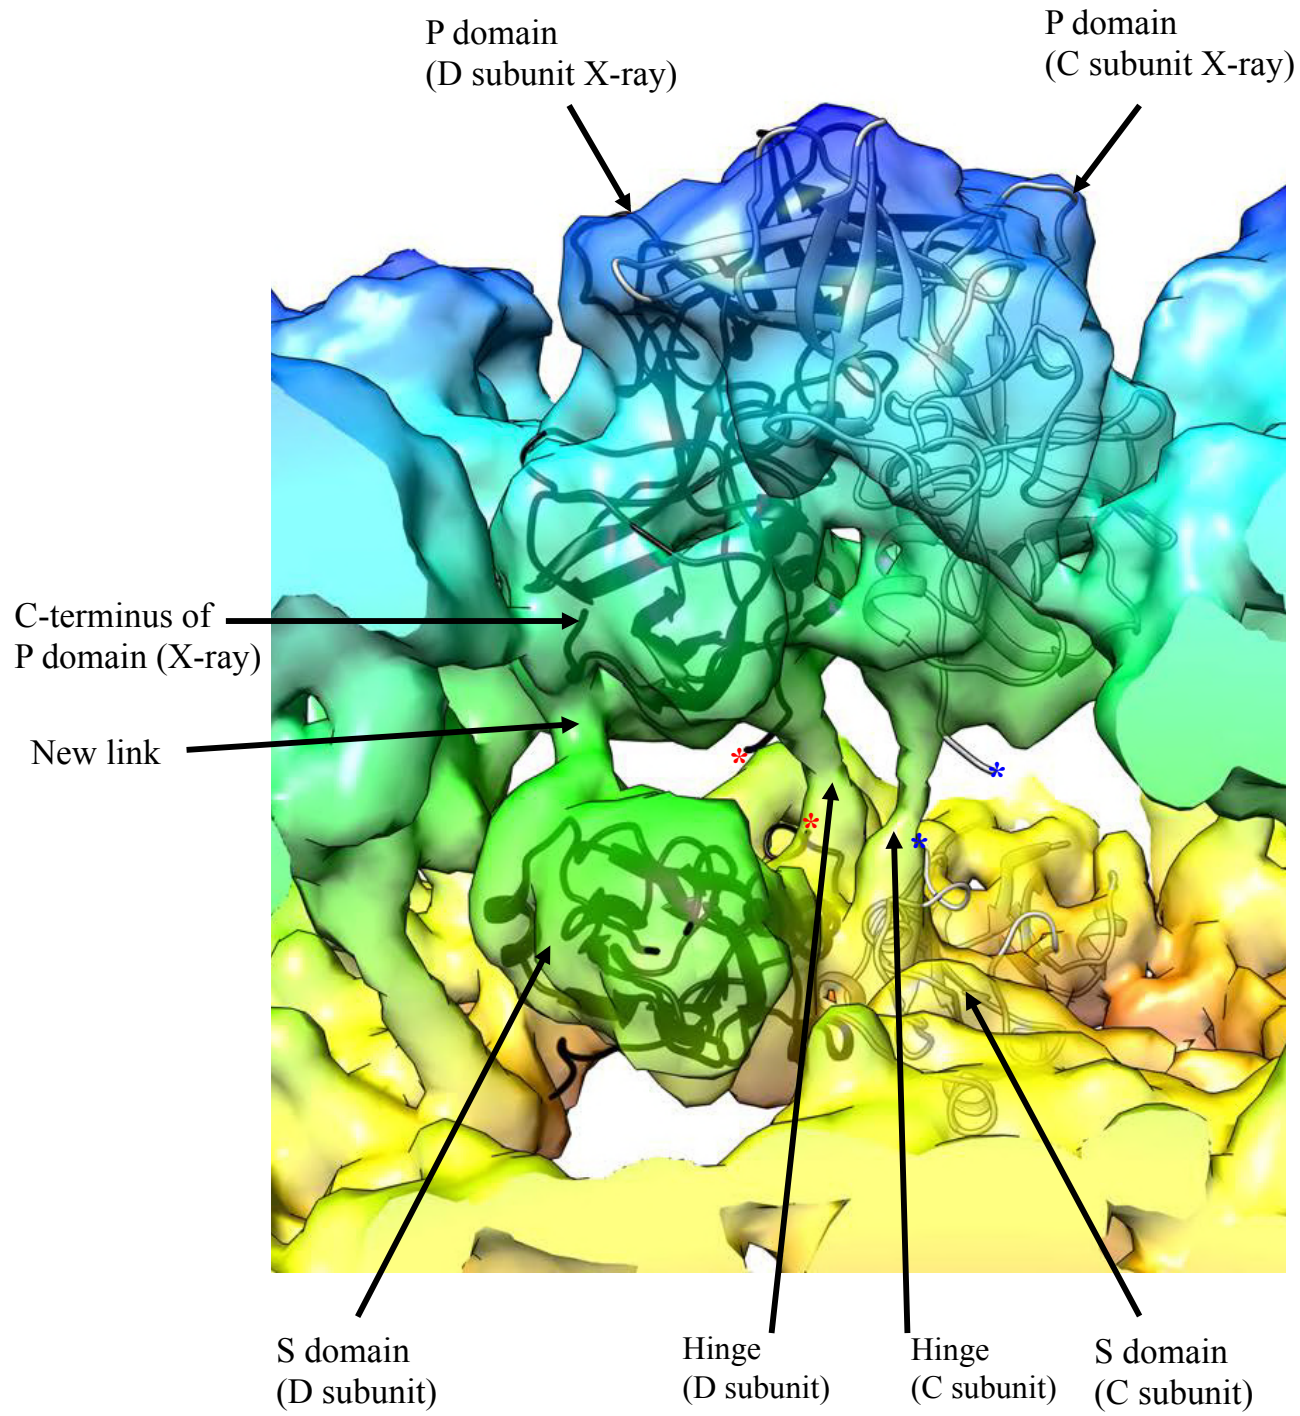 P domain
(D subunit X-ray)
P domain
(C subunit X-ray)
C-terminus of
P domain (X-ray)
New link
*
*
*
*
S domain
(D subunit)
Hinge
(D subunit)
Hinge
(C subunit)
S domain
(C subunit)